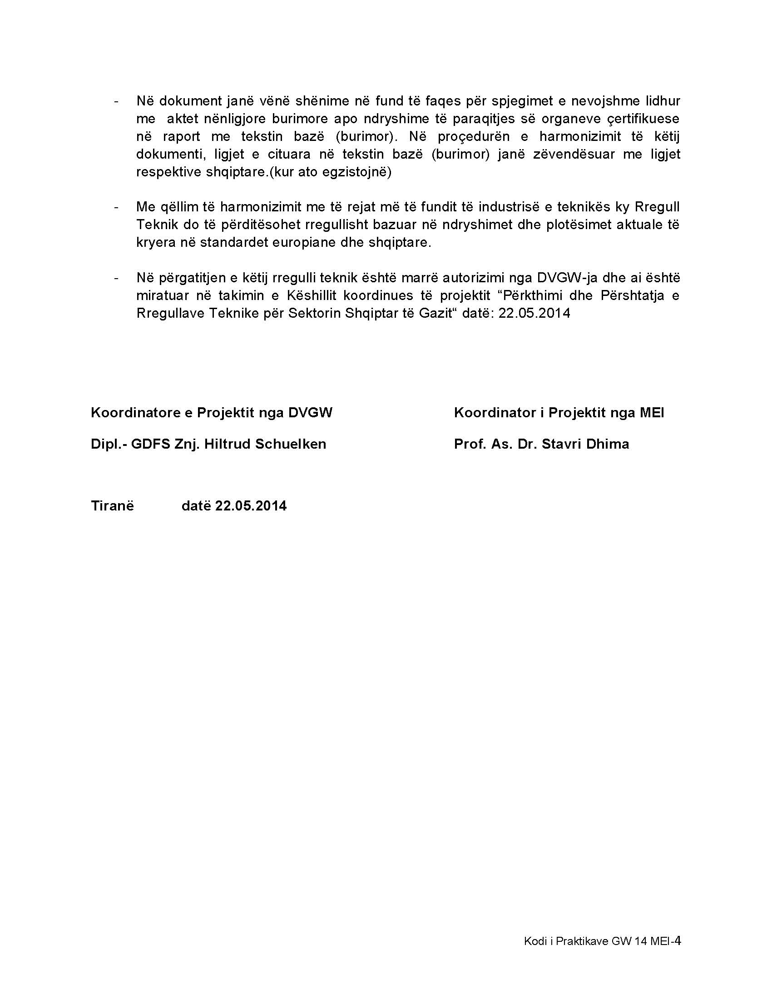 - Në dokument janë vënë shënime në fund të faqes për spjegimet e nevojshme lidhur
me aktet nënligjore burimore apo ndryshime të paraqitjes së organeve çertifikuese
në raport me tekstin bazë (burimor). Në proçedurën e harmonizimit të këtij
dokumenti, ligjet e cituara në tekstin bazë (burimor) janë zëvendësuar me ligjet
respektive shqiptare.(kur ato egzistojnë)
- Me qëllim të harmonizimit me të rejat më të fundit të industrisë e teknikës ky Rregull
Teknik do të përditësohet rregullisht bazuar në ndryshimet dhe plotësimet aktuale të
kryera në standardet europiane dhe shqiptare.
- Në përgatitjen e këtij rregulli teknik është marrë autorizimi nga DVGW-ja dhe ai është
miratuar në takimin e Këshillit koordinues të projektit “Përkthimi dhe Përshtatja e
Rregullave Teknike për Sektorin Shqiptar të Gazit“ datë: 22.05.2014
Koordinatore e Projektit nga DVGW Koordinator i Projektit nga MEI
Dipl.- GDFS Znj. Hiltrud Schuelken Prof. As. Dr. Stavri Dhima
Tiranë datë 22.05.2014
Kodi i Praktikave GW 14 MEI-4